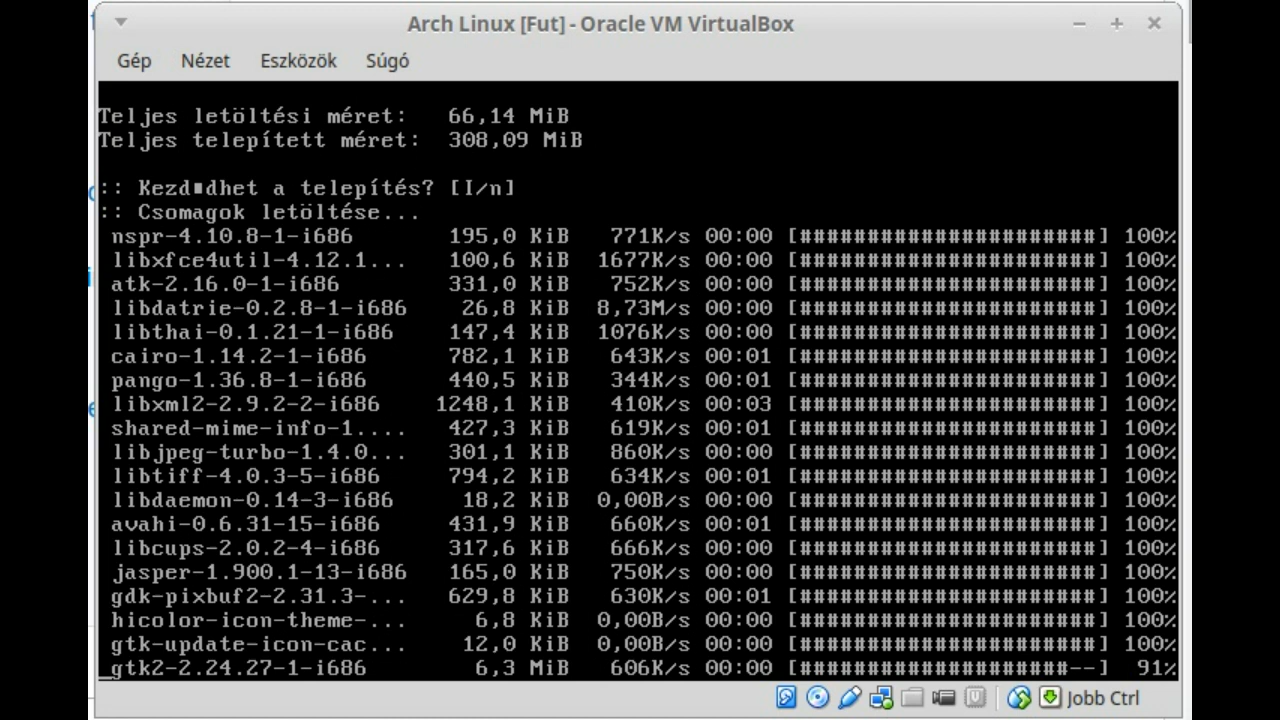 Arch Linux [Fut] - Oracle VM VirtualBox
Gép Nézet Eszközök Súgó
Teljes letöltési méret: 66,14 MiB
Teljes telepített méret: 308,09 MiB
:: Kezd∎dhet a telepítés? [I/n]
:: Csomagok letöltése...
nspr-4.10.8-1-i686 195,0 KiB 771K/s 00:00 [######################] 100%
libxfce4util-4.12.1... 100,6 KiB 1677K/s 00:00 [######################] 100%
atk-2.16.0-1-i686 331,0 KiB 752K/s 00:00 [######################] 100%
libdatrie-0.2.8-1-i686 26,8 KiB 8,73M/s 00:00 [######################] 100%
libthai-0.1.21-1-i686 147,4 KiB 1076K/s 00:00 [######################] 100%
cairo-1.14.2-1-i686 782,1 KiB 643K/s 00:01 [######################] 100%
pango-1.36.8-1-i686 440,5 KiB 344K/s 00:01 [######################] 100%
libxml2-2.9.2-2-i686 1248,1 KiB 410K/s 00:03 [######################] 100%
shared-mime-info-1.... 427,3 KiB 619K/s 00:01 [######################] 100%
libjpeg-turbo-1.4.0... 301,1 KiB 860K/s 00:00 [######################] 100%
libtiff-4.0.3-5-i686 794,2 KiB 634K/s 00:01 [######################] 100%
libdaemon-0.14-3-i686 18,2 KiB 0,00B/s 00:00 [######################] 100%
avahi-0.6.31-15-i686 431,9 KiB 660K/s 00:01 [######################] 100%
libcups-2.0.2-4-i686 317,6 KiB 666K/s 00:00 [######################] 100%
jasper-1.900.1-13-i686 165,0 KiB 750K/s 00:00 [######################] 100%
gdk-pixbuf2-2.31.3-... 629,8 KiB 630K/s 00:01 [######################] 100%
hicolor-icon-theme-... 6,8 KiB 0,00B/s 00:00 [######################] 100%
gtk-update-icon-cac... 12,0 KiB 0,00B/s 00:00 [######################] 100%
_gtk2-2.24.27-1-i686 6,3 MiB 606K/s 00:00 [####################--] 91%
Jobb Ctrl